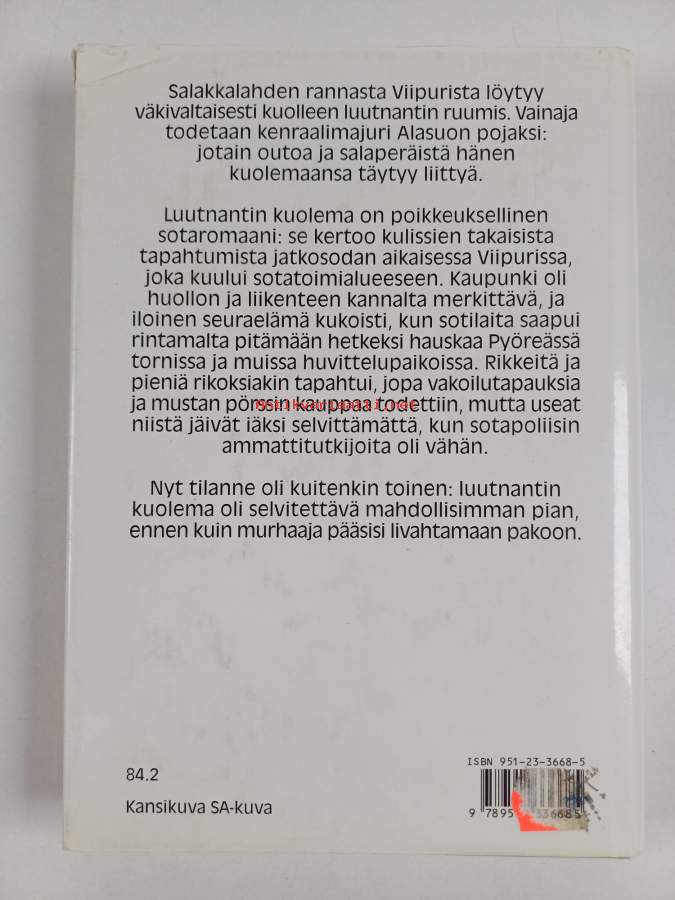 Salakkalahden rannasta Viipurista löytyy
väkivaltaisesti kuolleen luutnantin ruumis. Vainaja
todetaan kenraalimajuri Alasuon pojaksi:
jotain outoa ja salaperäistä hänen
kuolemaansa täytyy liittyä.
Luutnantin kuolema on poikkeuksellinen
sotaromaani: se kertoo kulissien takaisista
tapahtumista jatkosodan aikaisessa Viipurissa,
joka kuului sotatoimialueeseen. Kaupunki oli
huollon ja liikenteen kannalta merkittävä, ja
iloinen seuraelämä kukoisti, kun sotilaita saapui
rintamalta pitämään hetkeksi hauskaa Pyöreässä
tornissa ja muissa huvittelupaikoissa. Rikkeitä ja
pieniä rikoksiakin tapahtui, jopa vakoilutapauksia
ja mustan pörssin kauppaa todettiin, mutta useat
niistä jäivät iäksi selvittämättä, kun sotapoliisin
ammattitutkijoita oli vähän.
Nyt tilanne oli kuitenkin toinen: luutnantin
kuolema oli selvitettävä mahdollisimman pian,
ennen kuin murhaaja pääsisi livahtamaan pakoon.
84.2
Kansikuva SA-kuva
ISBN 951-23-3668-5
9 78951 336685